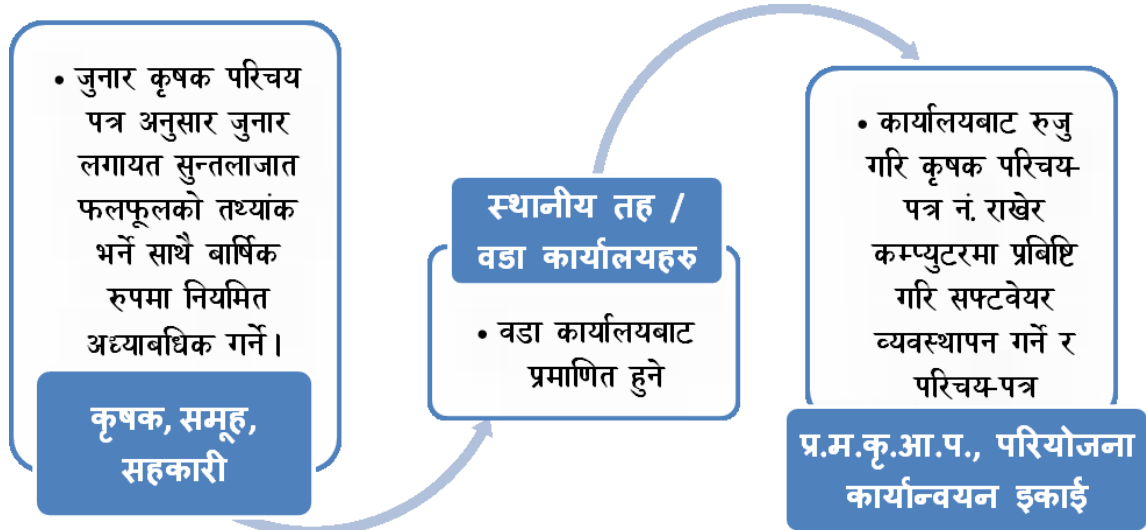 • जुनार कृषक परिचय
पत्र अनुसार जुनार
लगायत सुन्तलाजात
फलफूलको तथ्यांक
भर्ने साथै बार्षिक
रुपमा नियमित
अध्याबधिक गर्ने।
कृषक, समूह,
सहकारी
स्थानीय तह /
वडा कार्यालयहरु
• वडा कार्यालयबाट
प्रमाणित हुने
• कार्यालयबाट रुजु
गरि कृषक परिचय-
पत्र नं. राखेर
कम्प्युटरमा प्रबिष्टि
गरि सफ्टवेयर
व्यवस्थापन गर्ने र
परिचय-पत्र
प्र.म.कृ.आ.प., परियोजना
कार्यान्वयन इकाई